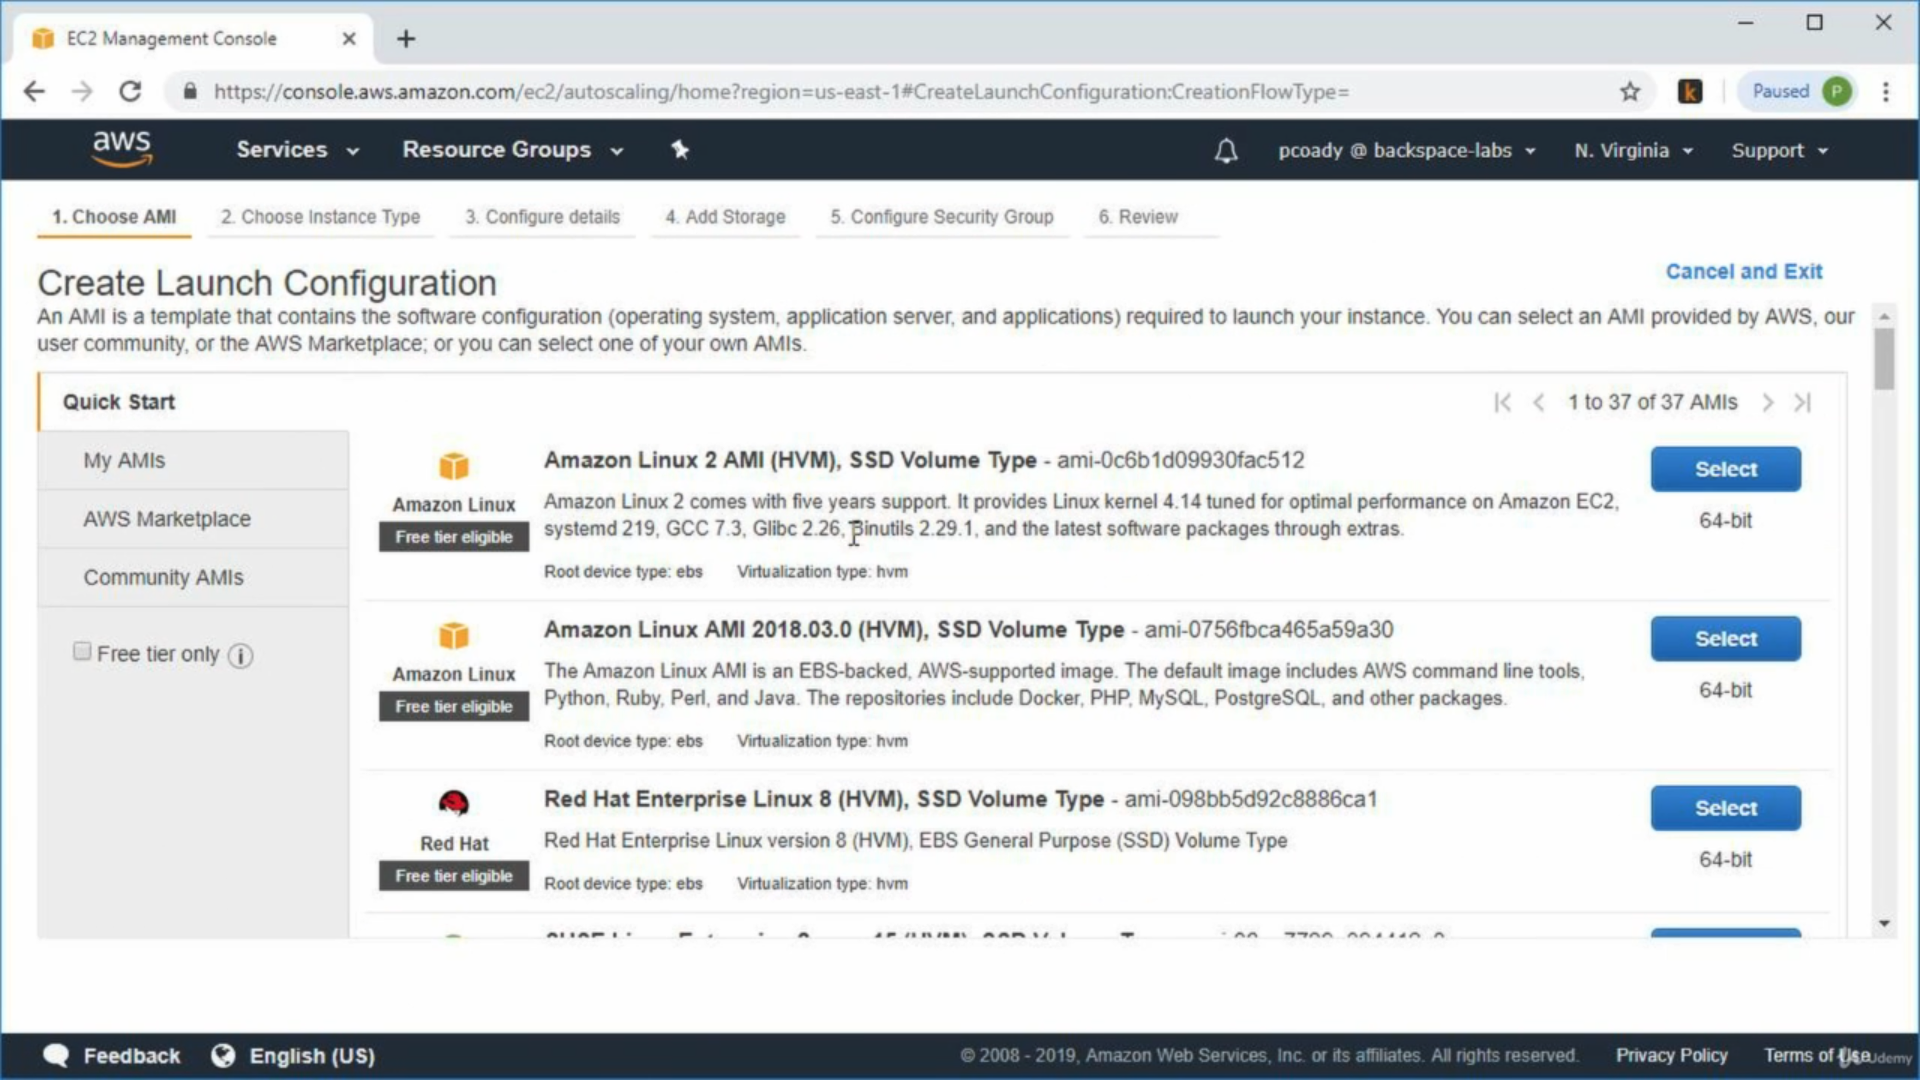 EC2 Management Console
https://console.aws.amazon.com/ec2/autoscaling/home?region=us-east-1#CreateLaunchConfiguration:CreationFlowType=
k
Paused P
aws Services Resource Groups pcoady @ backspace-labs N. Virginia Support
1. Choose AMI 2. Choose Instance Type 3. Configure details 4. Add Storage 5. Configure Security Group 6. Review
Create Launch Configuration
Cancel and Exit
An AMI is a template that contains the software configuration (operating system, application server, and applications) required to launch your instance. You can select an AMI provided by AWS, our
user community, or the AWS Marketplace; or you can select one of your own AMIs.
Quick Start
1 to 37 of 37 AMIs
My AMIs
AWS Marketplace
Community AMIs
Free tier only
Amazon Linux
Free tier eligible
Amazon Linux 2 AMI (HVM), SSD Volume Type - ami-0c6b1d09930fac512
Amazon Linux 2 comes with five years support. It provides Linux kernel 4.14 tuned for optimal performance on Amazon EC2,
systemd 219, GCC 7.3, Glibc 2.26, Binutils 2.29.1, and the latest software packages through extras.
Root device type: ebs Virtualization type: hvm
Select
64-bit
Amazon Linux
Free tier eligible
Amazon Linux AMI 2018.03.0 (HVM), SSD Volume Type - ami-0756fbca465a59a30
The Amazon Linux AMI is an EBS-backed, AWS-supported image. The default image includes AWS command line tools,
Python, Ruby, Perl, and Java. The repositories include Docker, PHP, MySQL, PostgreSQL, and other packages.
Root device type: ebs Virtualization type: hvm
Select
64-bit
Red Hat
Free tier eligible
Red Hat Enterprise Linux 8 (HVM), SSD Volume Type - ami-098bb5d92c8886ca1
Red Hat Enterprise Linux version 8 (HVM), EBS General Purpose (SSD) Volume Type
Root device type: ebs Virtualization type: hvm
Select
64-bit
Feedback English (US)
© 2008 - 2019, Amazon Web Services, Inc. or its affiliates. All rights reserved. Privacy Policy Terms of Use
Udemy